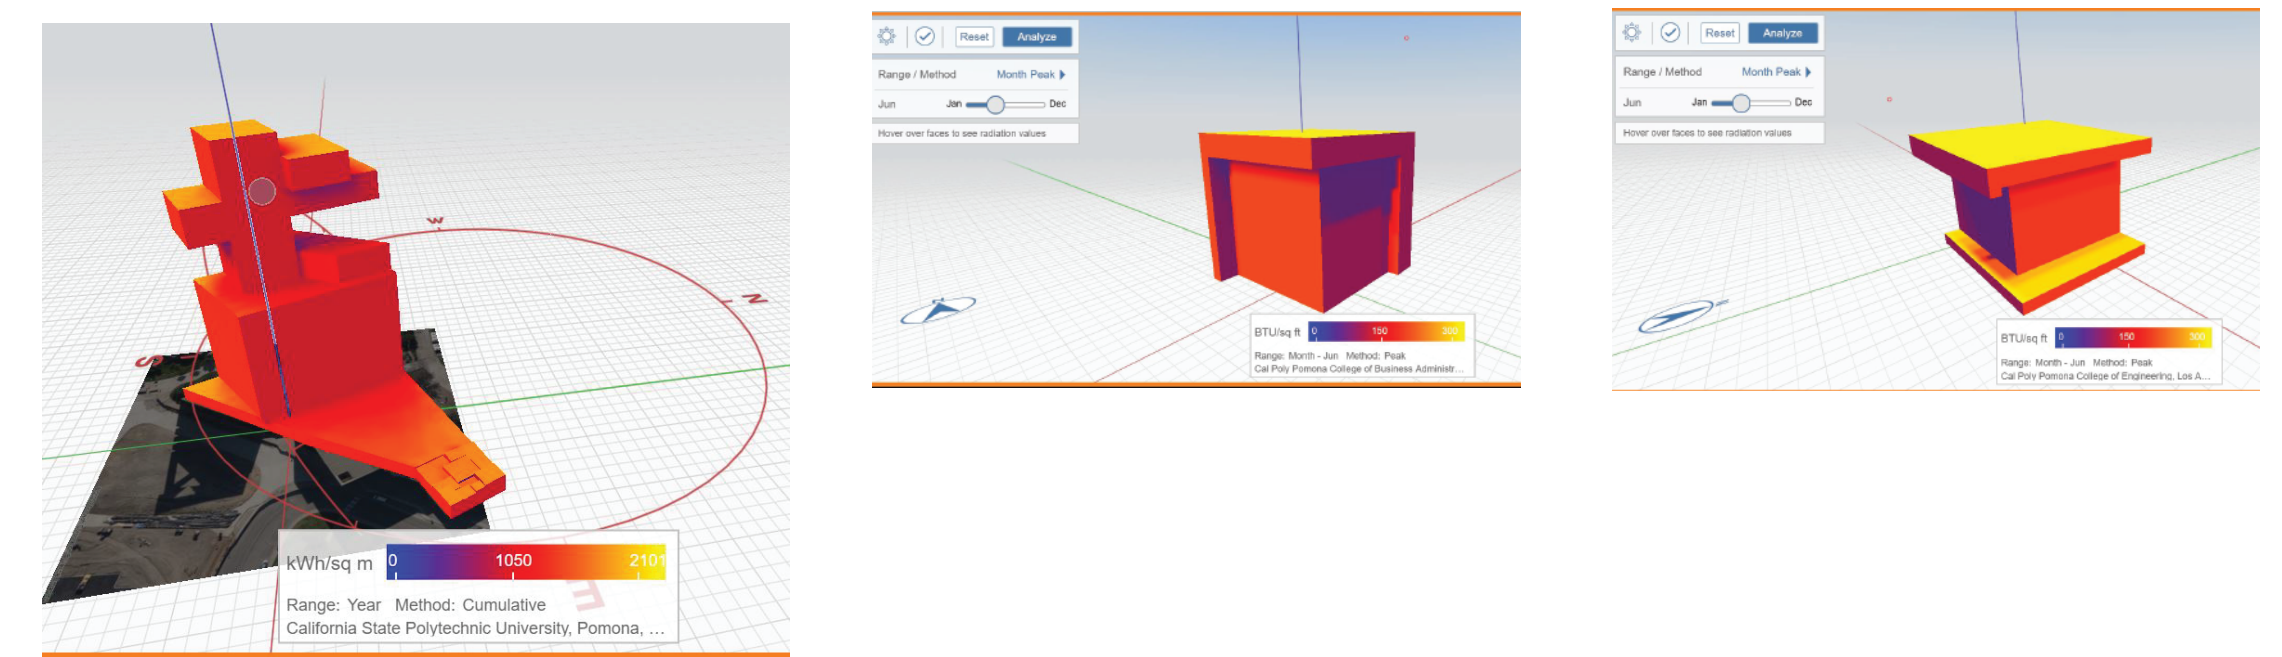 W
N
S
E
kWh/sq m 0 1050 2101
Range: Year Method: Cumulative
California State Polytechnic University, Pomona, ...
Reset Analyze
Range / Method Month Peak
Jun Jan Dec
Hover over faces to see radiation values
BTU/sq ft 0 150 300
Range: Month - Jun Method: Peak
Cal Poly Pomona College of Business Administr...
Reset Analyze
Range / Method Month Peak
Jun Jan Dec
Hover over faces to see radiation values
BTU/sq ft 0 150 300
Range: Month - Jun Method: Peak
Cal Poly Pomona College of Engineering, Los A...